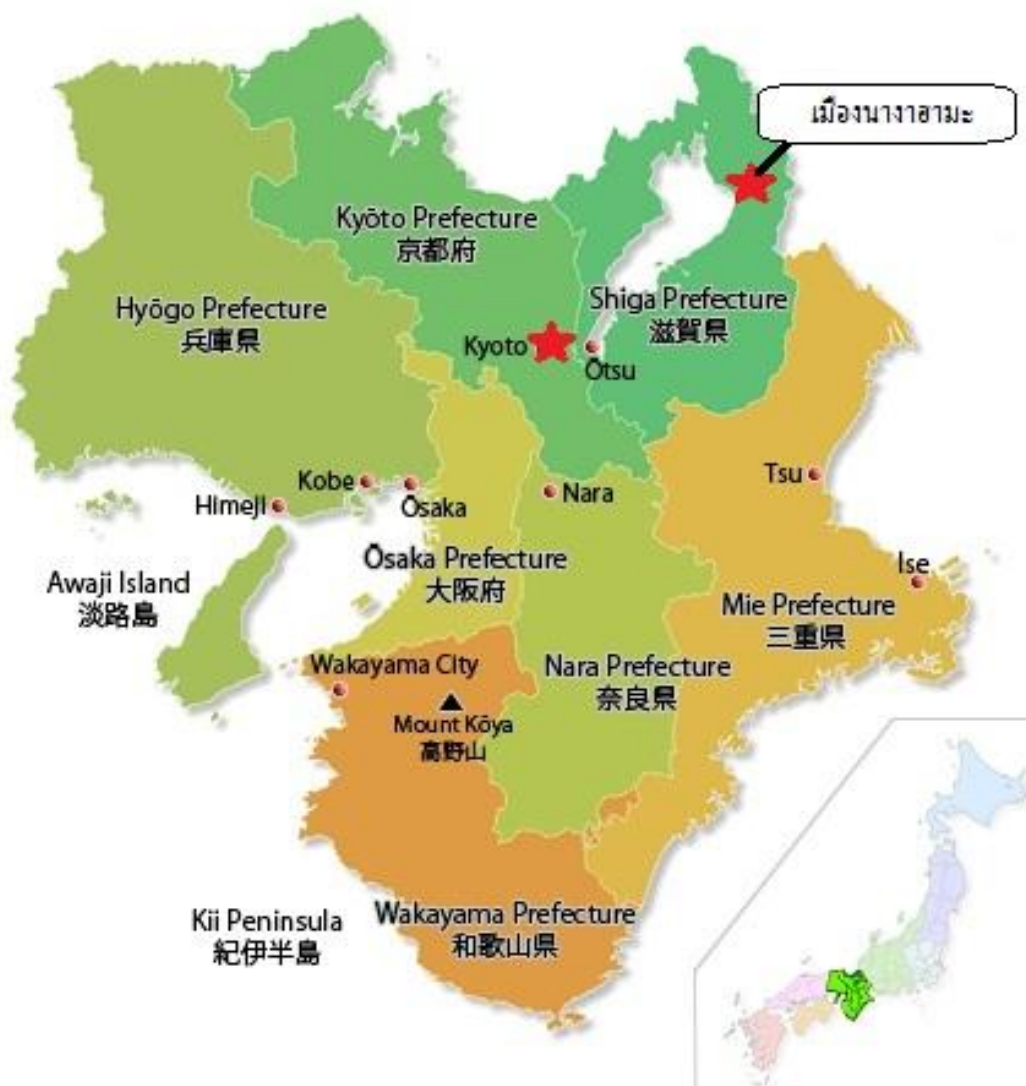 เมืองนางาฮามะ
Kyōto Prefecture
京都府
Hyōgo Prefecture
兵庫県
Shiga Prefecture
滋賀県
Kyoto
Ōtsu
Kobe
Himeji
Ōsaka
Nara
Tsu
Ōsaka Prefecture
大阪府
Awaji Island
淡路島
Ise
Mie Prefecture
三重県
Wakayama City
Nara Prefecture
奈良県
Mount Kōya
高野山
Kii Peninsula
紀伊半島
Wakayama Prefecture
和歌山県